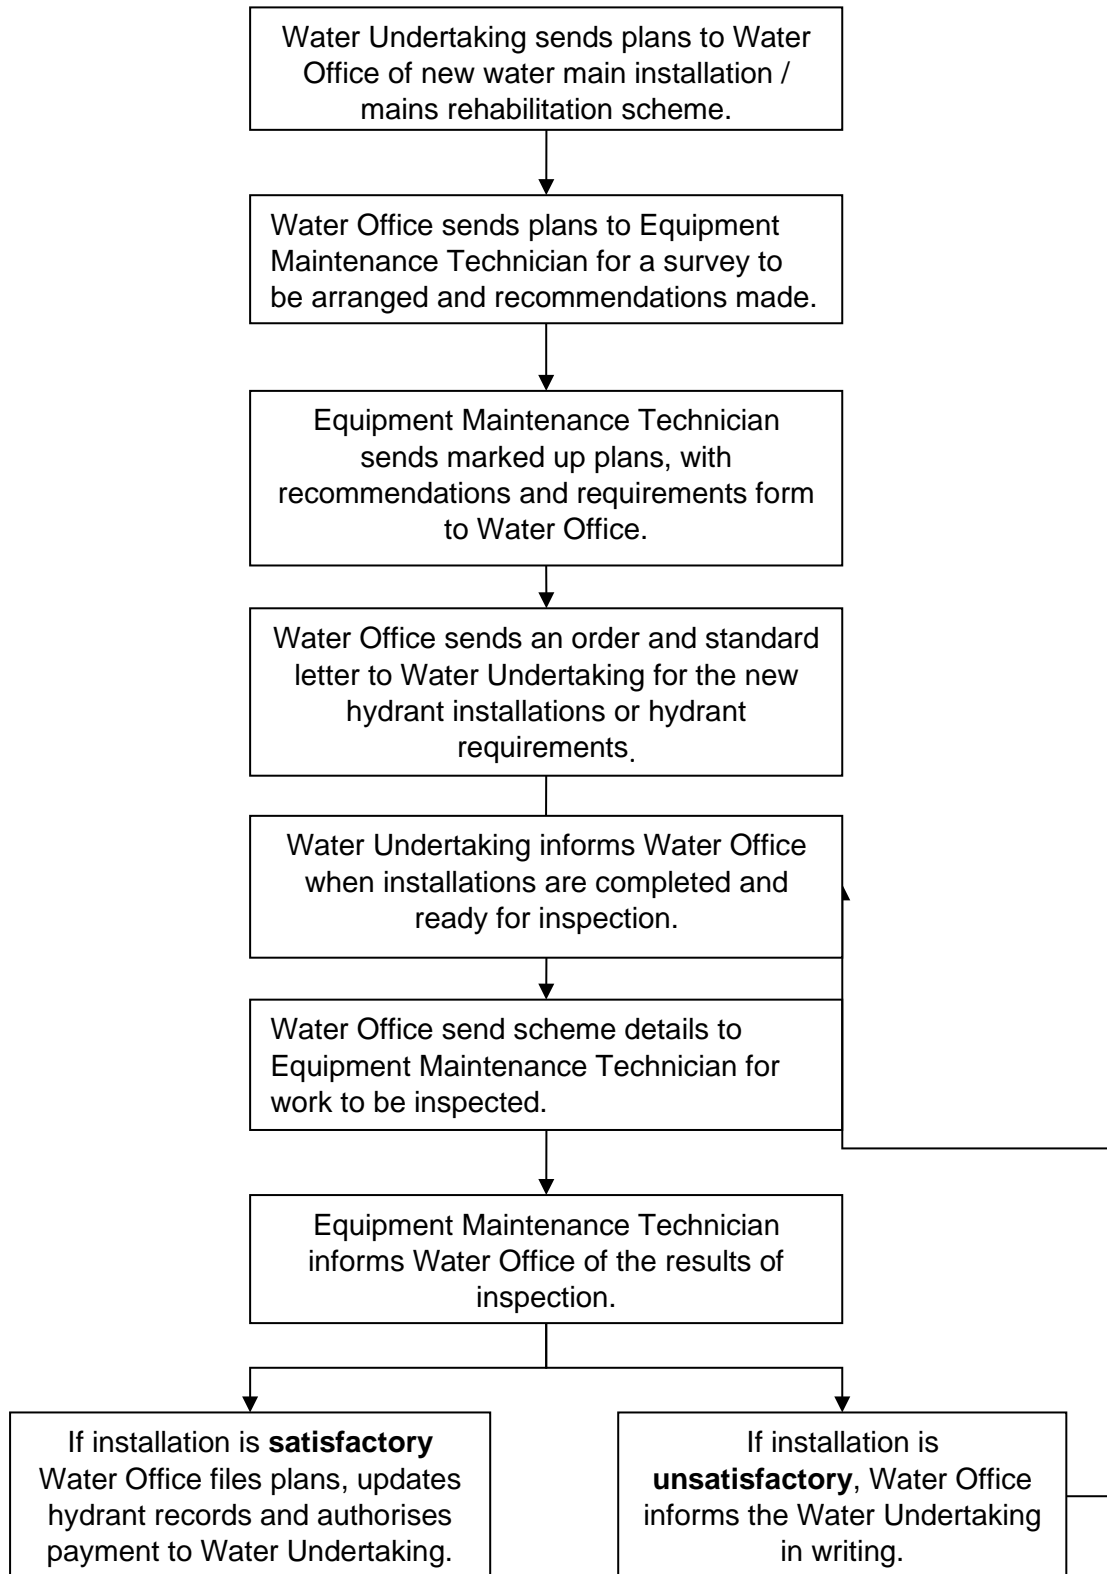 Water Undertaking sends plans to Water
Office of new water main installation /
mains rehabilitation scheme.
Water Office sends plans to Equipment
Maintenance Technician for a survey to
be arranged and recommendations made.
Equipment Maintenance Technician
sends marked up plans, with
recommendations and requirements form
to Water Office.
Water Office sends an order and standard
letter to Water Undertaking for the new
hydrant installations or hydrant
requirements.
Water Undertaking informs Water Office
when installations are completed and
ready for inspection.
Water Office send scheme details to
Equipment Maintenance Technician for
work to be inspected.
Equipment Maintenance Technician
informs Water Office of the results of
inspection.
If installation is satisfactory
Water Office files plans, updates
hydrant records and authorises
payment to Water Undertaking.
If installation is
unsatisfactory, Water Office
informs the Water Undertaking
in writing.